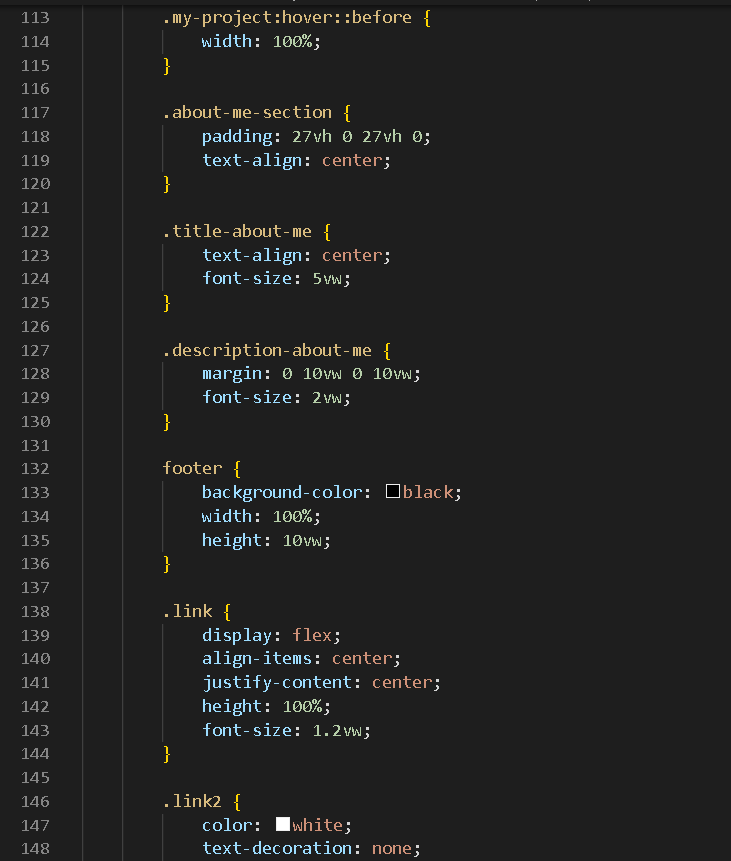 113 .my-project:hover::before {
114 width: 100%;
115 }
116
117 .about-me-section {
118 padding: 27vh 0 27vh 0;
119 text-align: center;
120 }
121
122 .title-about-me {
123 text-align: center;
124 font-size: 5vw;
125 }
126
127 .description-about-me {
128 margin: 0 10vw 0 10vw;
129 font-size: 2vw;
130 }
131
132 footer {
133 background-color: black;
134 width: 100%;
135 height: 10vw;
136 }
137
138 .link {
139 display: flex;
140 align-items: center;
141 justify-content: center;
142 height: 100%;
143 font-size: 1.2vw;
144 }
145
146 .link2 {
147 color: white;
148 text-decoration: none;